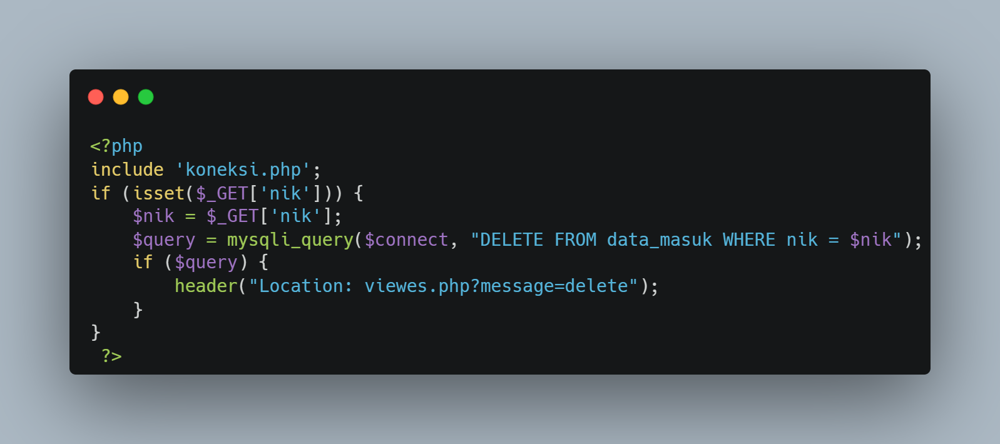 <?php
include 'koneksi.php';
if (isset($_GET['nik'])) {
    $nik = $_GET['nik'];
    $query = mysqli_query($connect, "DELETE FROM data_masuk WHERE nik = $nik");
    if ($query) {
        header("Location: viewes.php?message=delete");
    }
}
 ?>